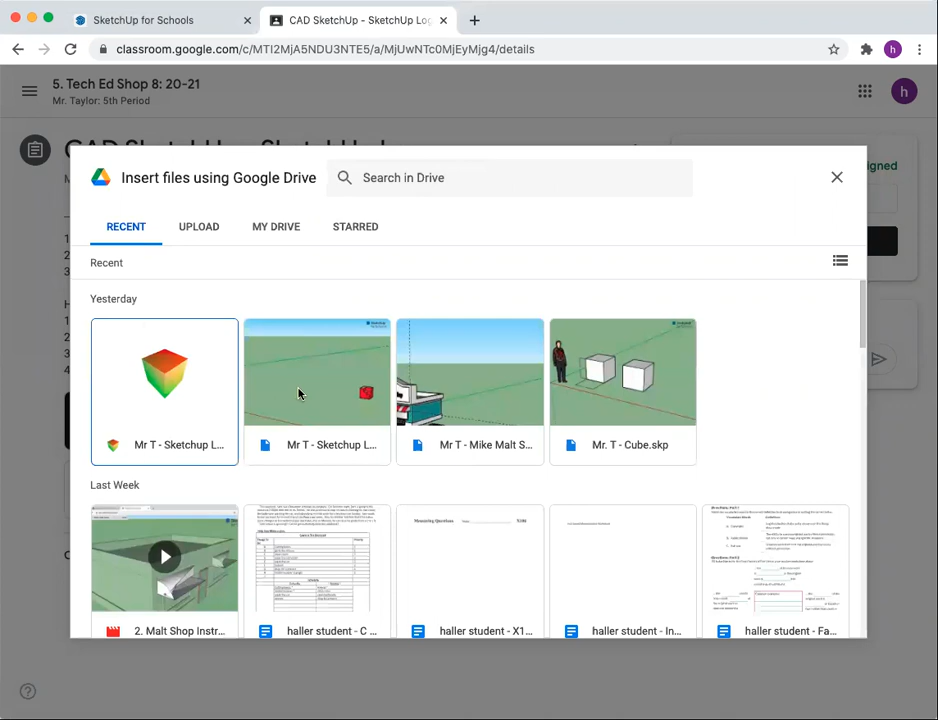 SketchUp for Schools
CAD SketchUp - SketchUp Log
classroom.google.com/c/MTI2MjA5NDU3NTE5/a/MjUwNTc0MjEyMjg4/details
h
5. Tech Ed Shop 8: 20-21
Mr. Taylor: 5th Period
h
Insert files using Google Drive
Search in Drive
RECENT
UPLOAD
MY DRIVE
STARRED
Recent
Yesterday
Mr T - Sketchup L...
Mr T - Sketchup L...
Mr T - Mike Malt S...
Mr. T - Cube.skp
Last Week
2. Malt Shop Instr...
haller student - C ...
haller student - X1...
haller student - In...
haller student - Fa...